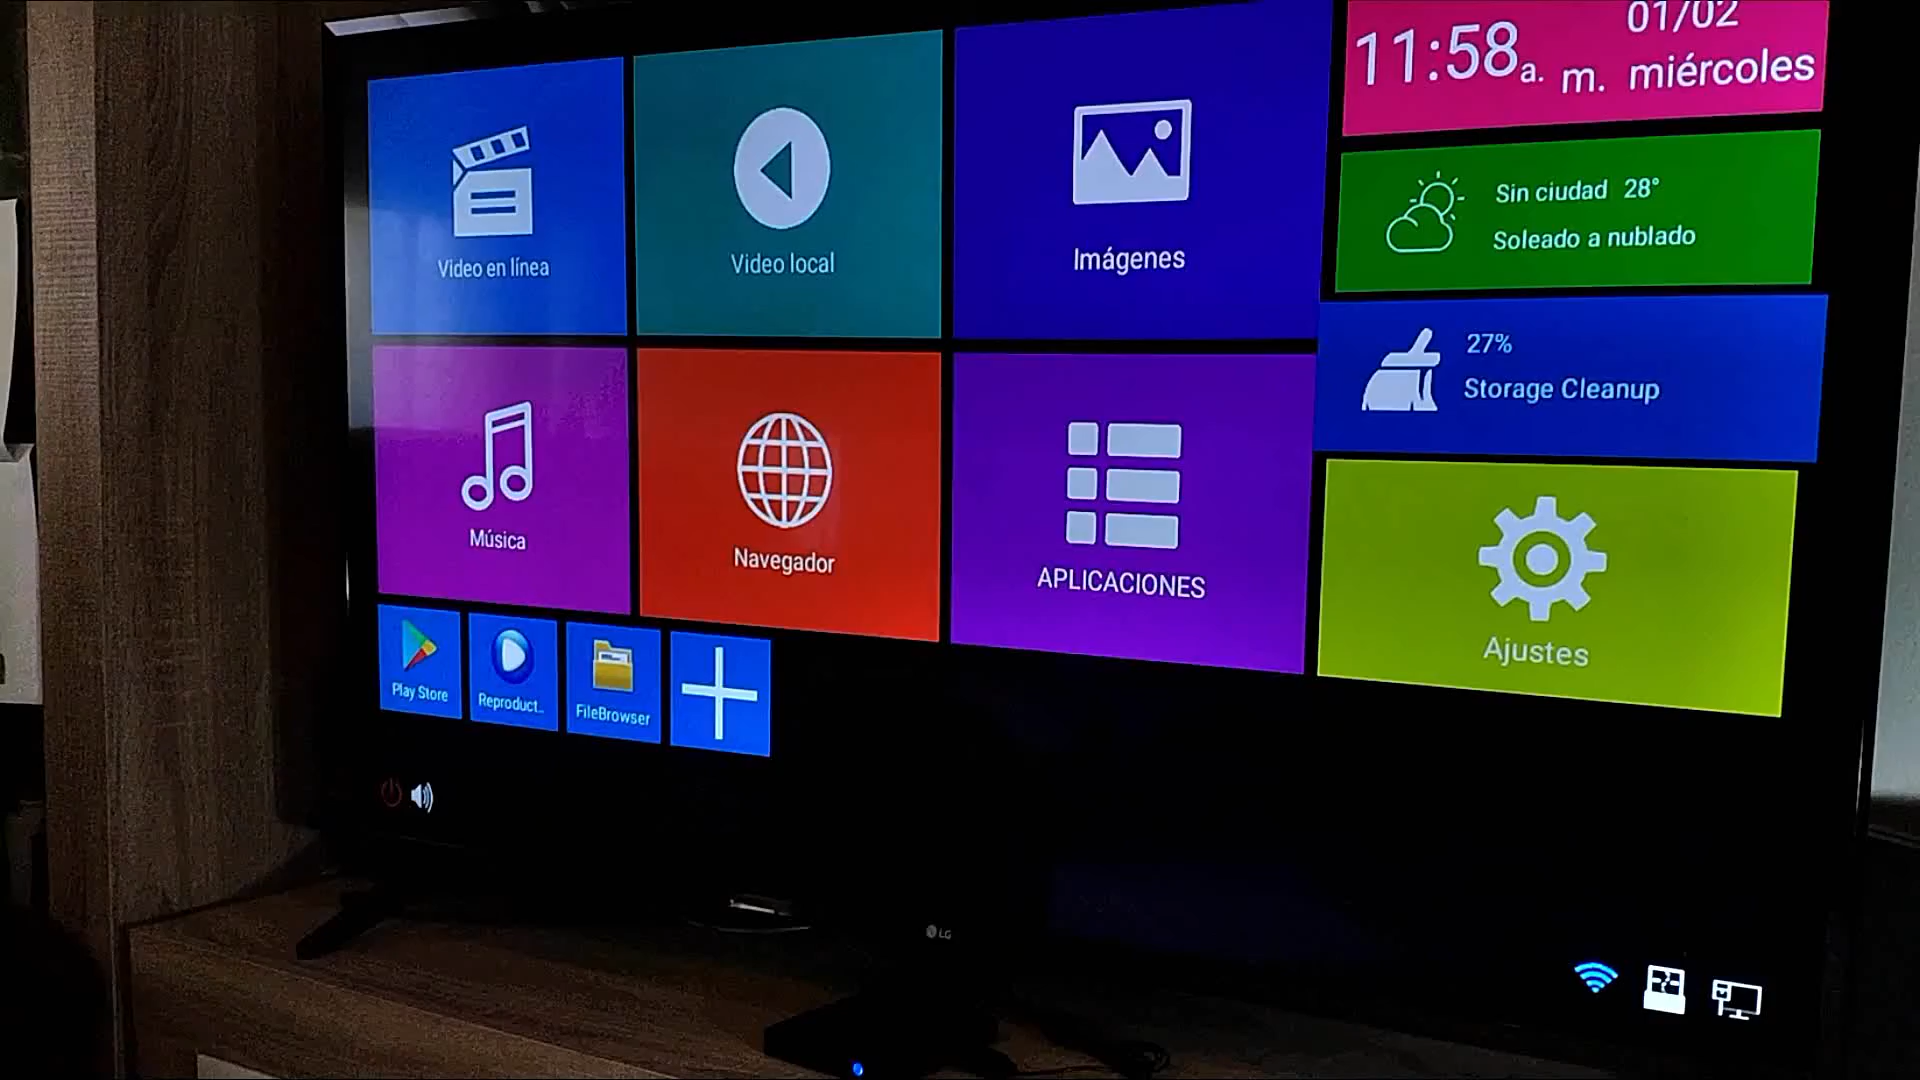 Video en línea
Video local
Imágenes
11:58 a. m.
01/02
miércoles
Sin ciudad 28°
Soleado a nublado
27%
Storage Cleanup
Música
Navegador
APLICACIONES
Ajustes
Play Store
Reproduct..
FileBrowser
LG